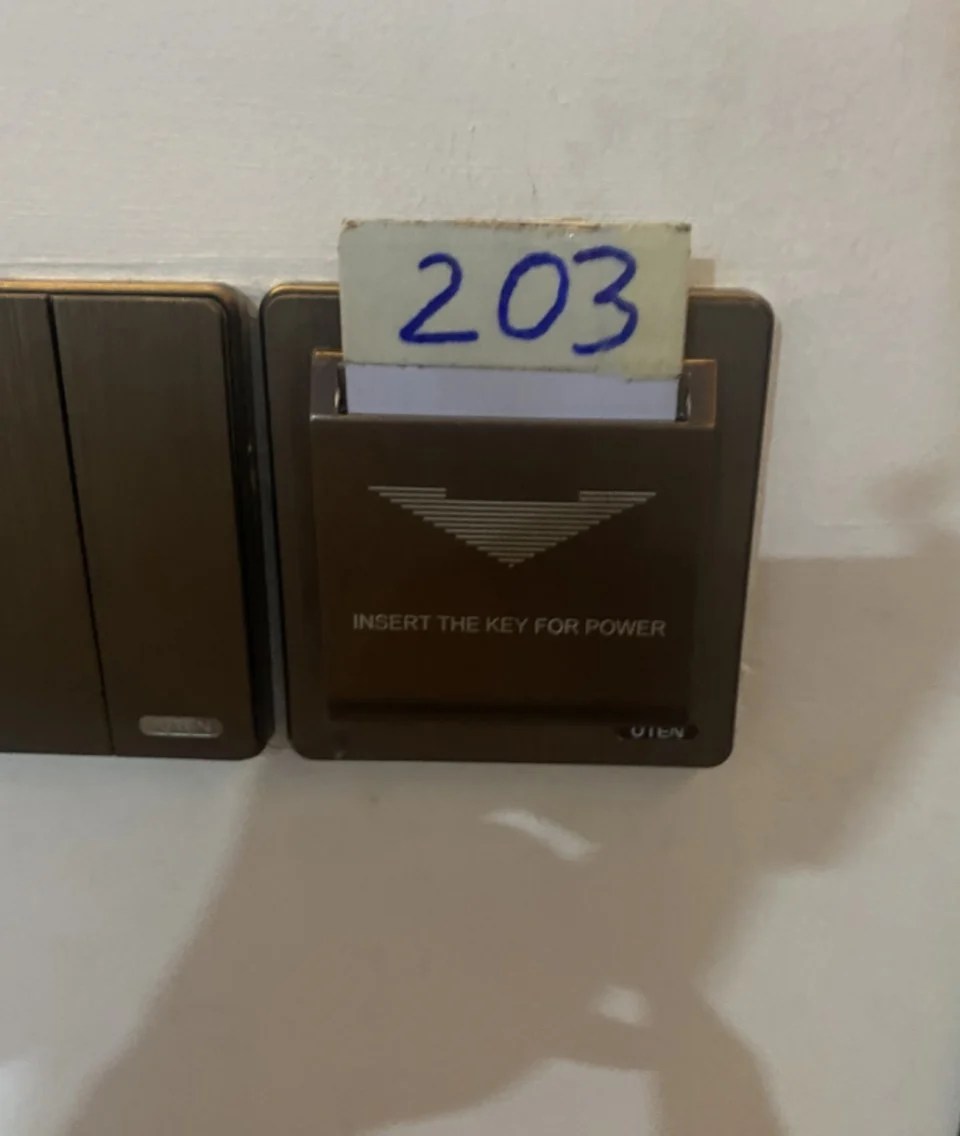 203
INSERT THE KEY FOR POWER
UTEN
UTEN